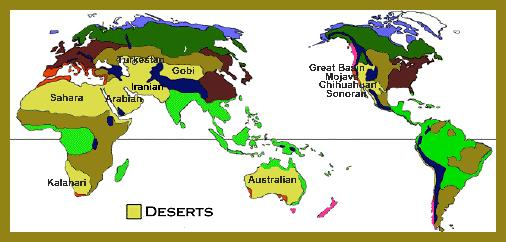 Turkestan
Gobi
Iranian
Sahara
Arabian
Kalahari
Australian
Great Basin
Mojave
Chihuahuan
Sonoran
DESERTS